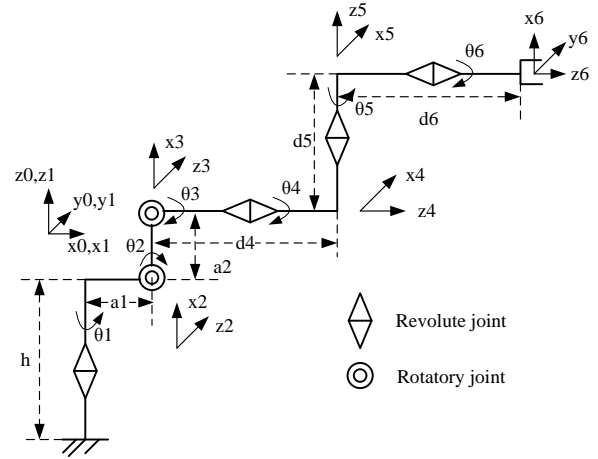 z5
x5
x6
y6
z6
θ6
θ5
d6
d5
x3
z3
z0,z1
y0,y1
x0,x1
θ3
θ4
x4
z4
θ2
d4
a2
a1
x2
z2
θ1
h
Revolute joint
Rotatory joint